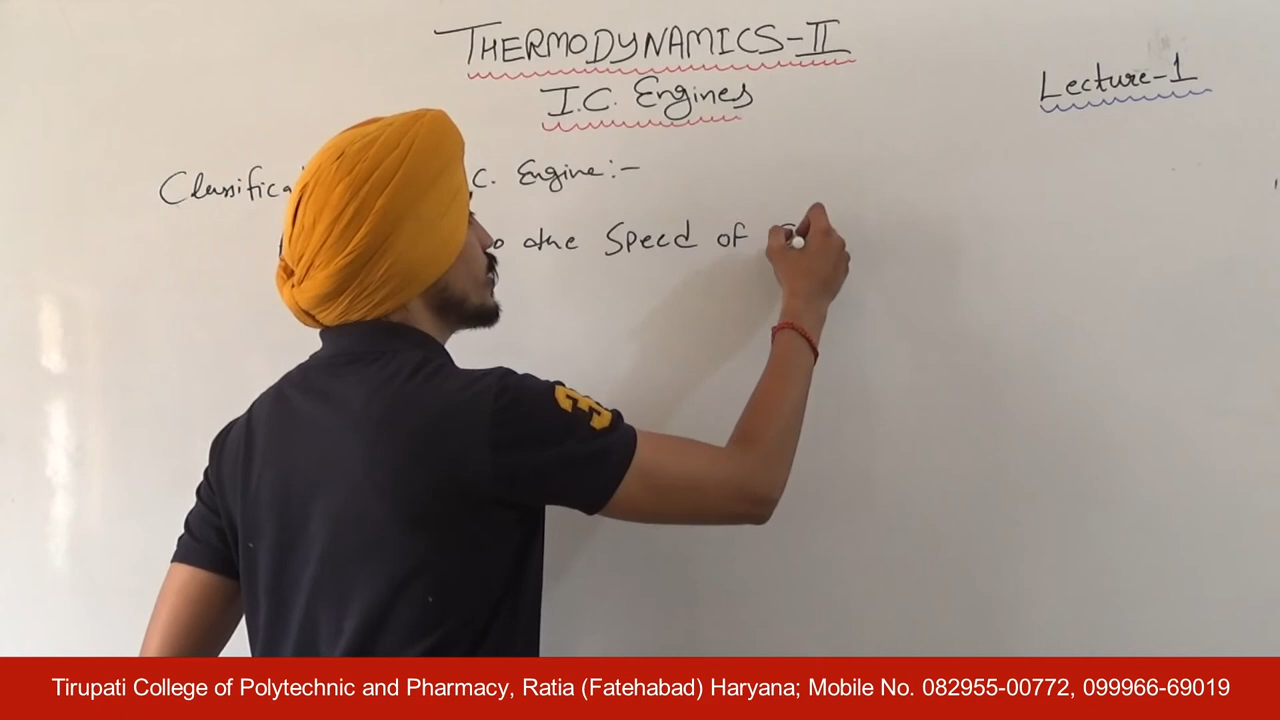 THERMODYNAMICS-II
I.C. Engines
Lecture-1
C. Engine:-
the Speed of
Tirupati College of Polytechnic and Pharmacy, Ratia (Fatehabad) Haryana; Mobile No. 082955-00772, 099966-69019